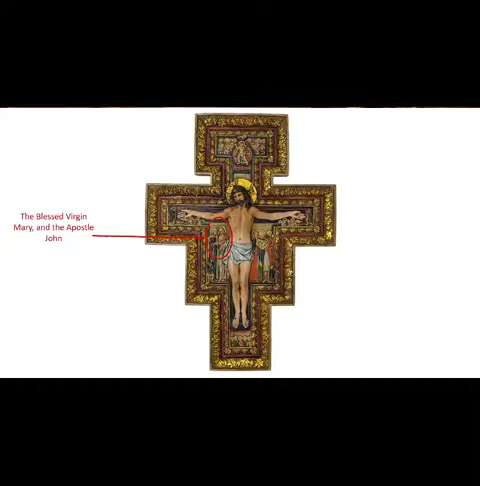 The Blessed Virgin
Mary, and the Apostle
John